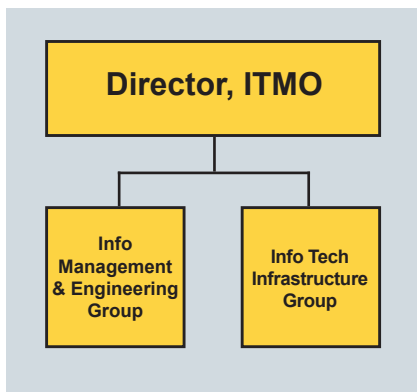 Director, ITMO
Info
Management
& Engineering
Group
Info Tech
Infrastructure
Group